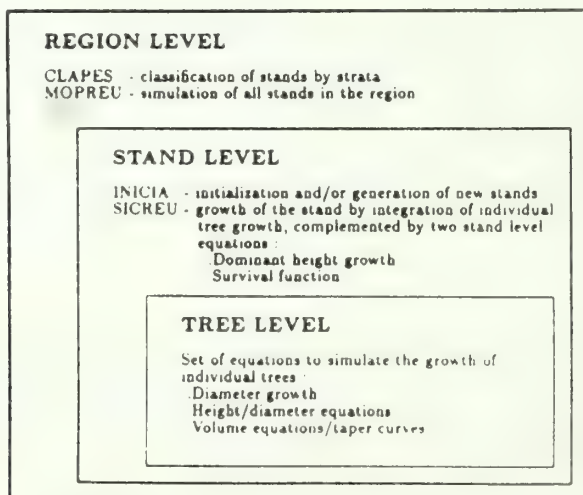 REGION LEVEL
CLAPES - classification of stands by strata
MOPREU - simulation of all stands in the region
STAND LEVEL
INICIA - initialization and/or generation of new stands
SICREU - growth of the stand by integration of individual
tree growth, complemented by two stand level
equations :
.Dominant height growth
Survival function
TREE LEVEL
Set of equations to simulate the growth of
individual trees :
.Diameter growth
Height/diameter equations
Volume equations/taper curves